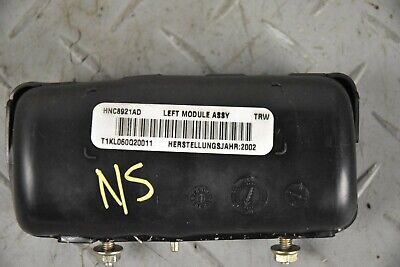 HNC8921AD LEFT MODULE ASSY TRW
T1KL060Q20011 HERSTELLUNGSJAHR:2002
NS